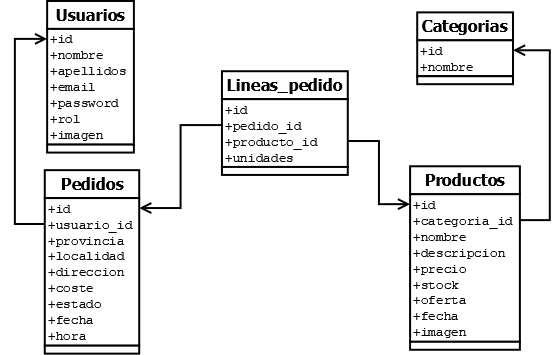 Usuarios
+id
+nombre
+apellidos
+email
+password
+rol
+imagen
Pedidos
+id
+usuario_id
+provincia
+localidad
+direccion
+coste
+estado
+fecha
+hora
Lineas_pedido
+id
+pedido_id
+producto_id
+unidades
Categorias
+id
+nombre
Productos
+id
+categoria_id
+nombre
+descripcion
+precio
+stock
+oferta
+fecha
+imagen